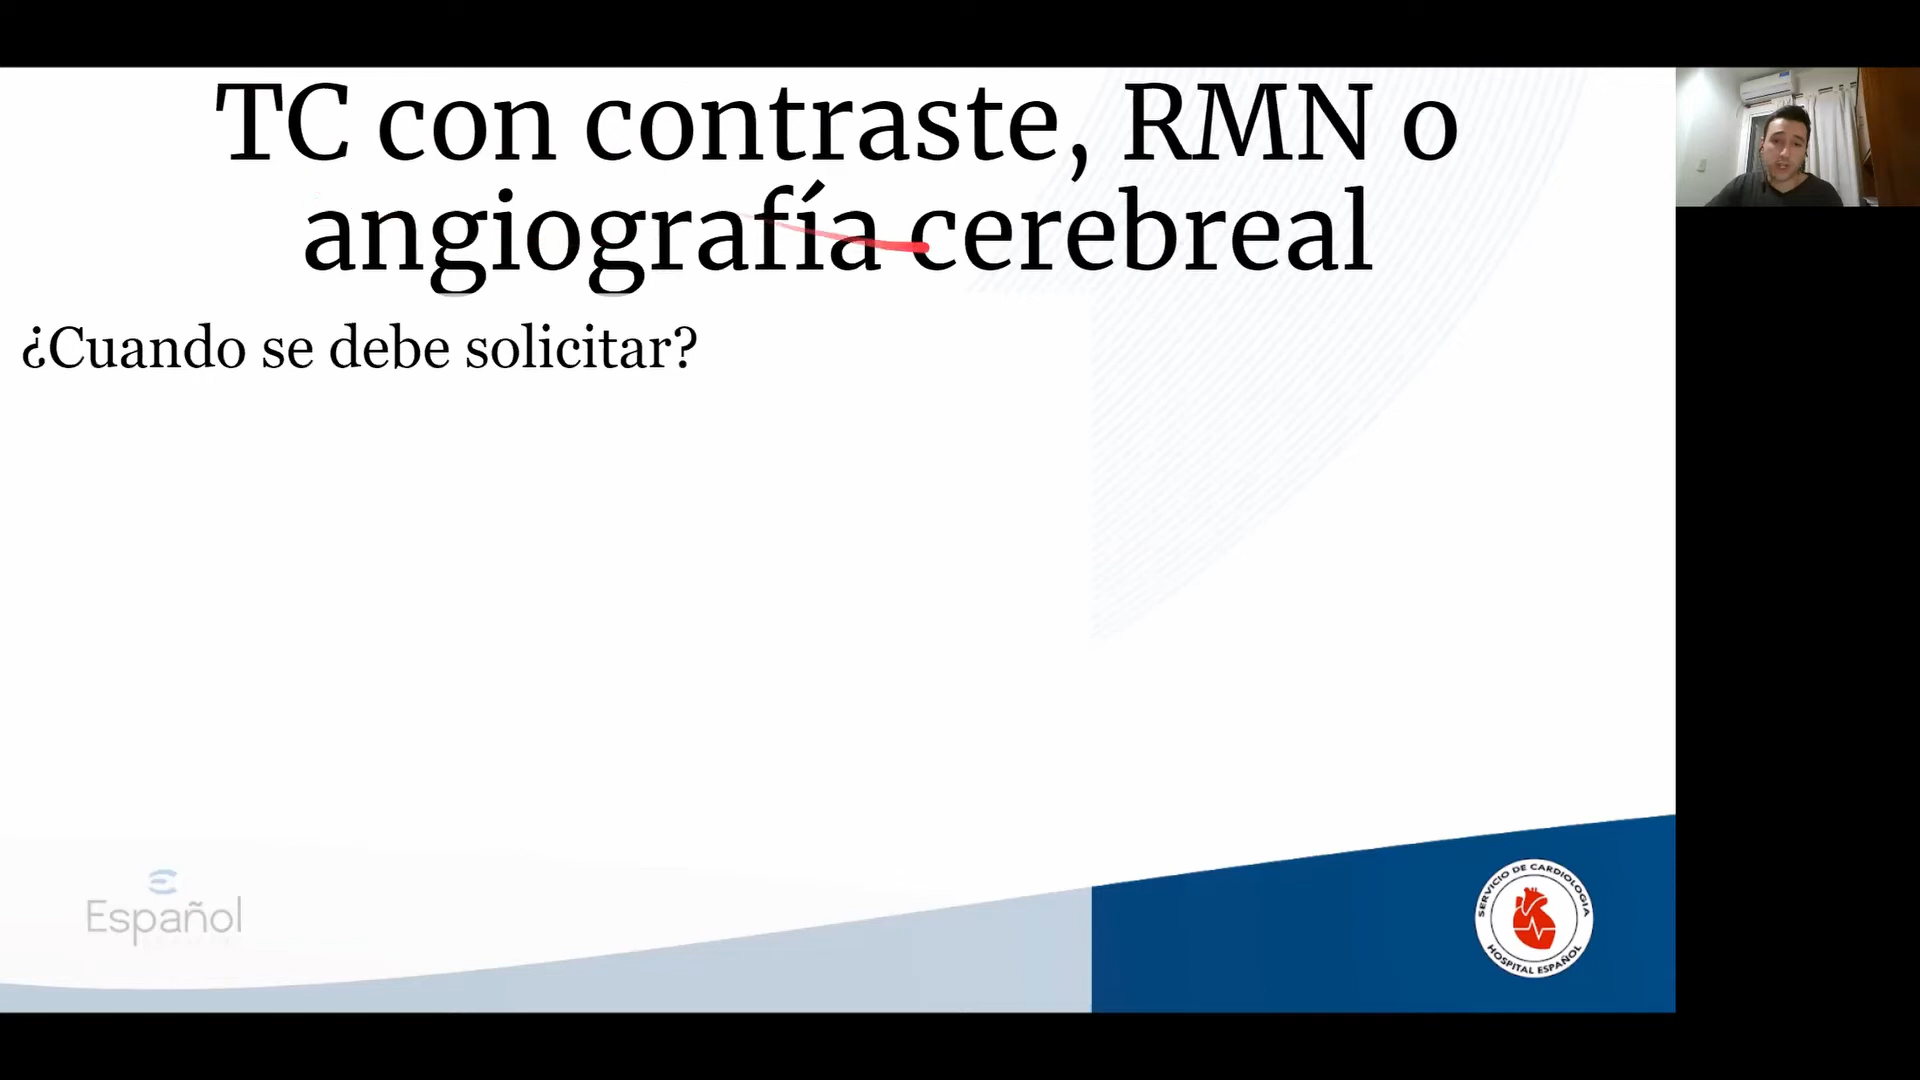 TC con contraste, RMN o
angiografía cerebreal
¿Cuando se debe solicitar?
Español
SERVICIO DE CARDIOLOGIA
HOSPITAL ESPAÑOL